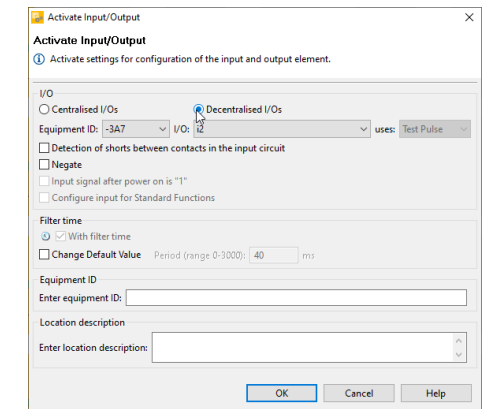 Activate Input/Output
Activate Input/Output
Activate settings for configuration of the input and output element.
I/O
Centralised I/Os Decentralised I/Os
Equipment ID: -3A7 I/O: i2 uses: Test Pulse
Detection of shorts between contacts in the input circuit
Negate
Input signal after power on is "1"
Configure input for Standard Functions
Filter time
With filter time
Change Default Value Period (range 0-3000): 40 ms
Equipment ID
Enter equipment ID:
Location description
Enter location description:
OK Cancel Help